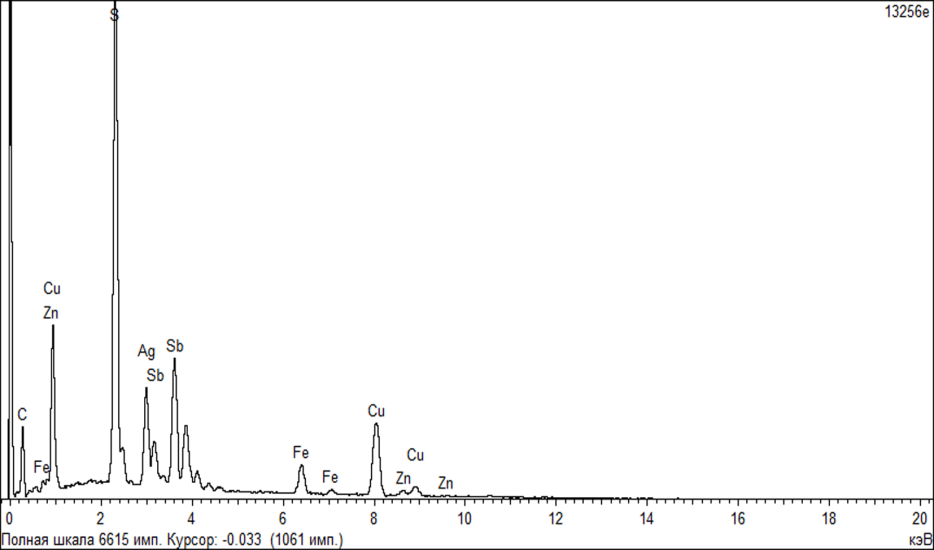 S
13256e
Cu
Zn
Ag
Sb
Sb
C
Cu
Fe
Fe
Fe
Cu
Zn
Zn
0 2 4 6 8 10 12 14 16 18 20
Полная шкала 6615 имп. Курсор: -0.033 (1061 имп.) кэВ